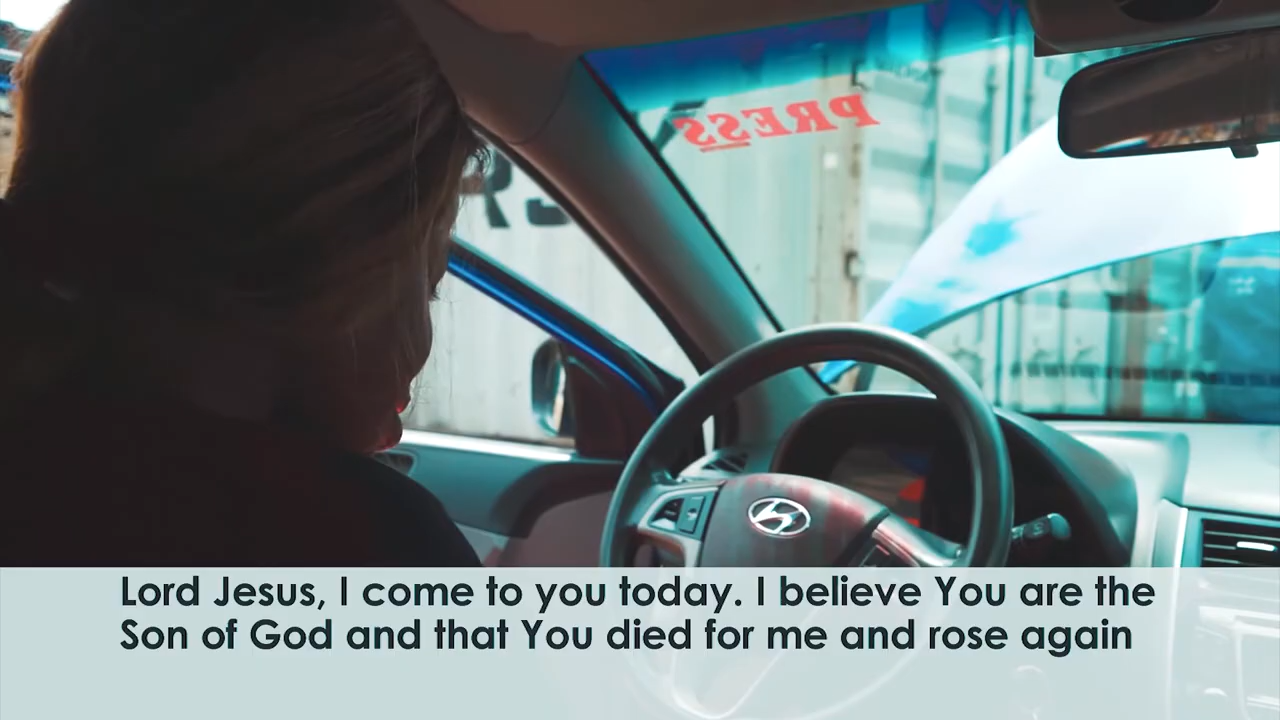 PRESS
Lord Jesus, I come to you today. I believe You are the
Son of God and that You died for me and rose again